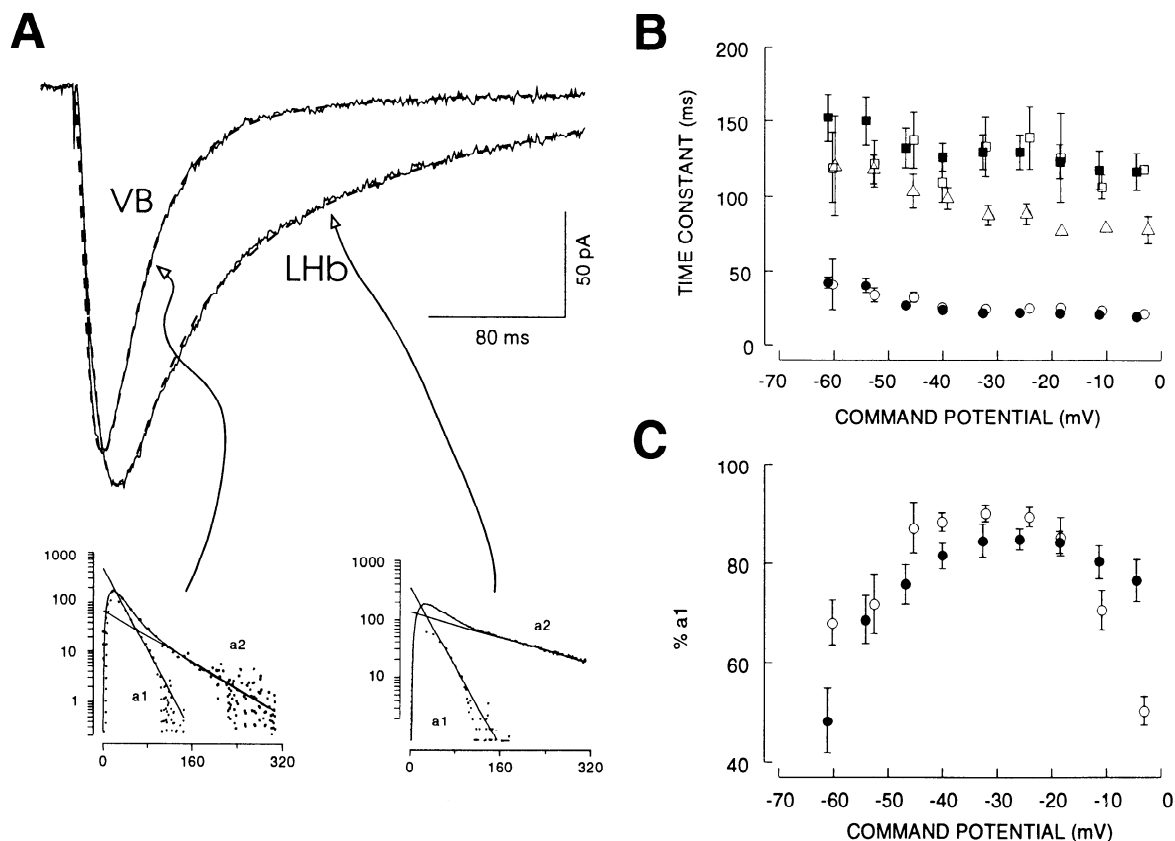 A
VB
LHb
50 pA
80 ms
1000
100
10
1
a1
a2
0
160
320
1000
100
10
a1
a2
0
160
320
B
200
150
100
50
0
TIME CONSTANT (ms)
-70 -60 -50 -40 -30 -20 -10 0
COMMAND POTENTIAL (mV)
C
100
80
60
40
% a1
-70 -60 -50 -40 -30 -20 -10 0
COMMAND POTENTIAL (mV)